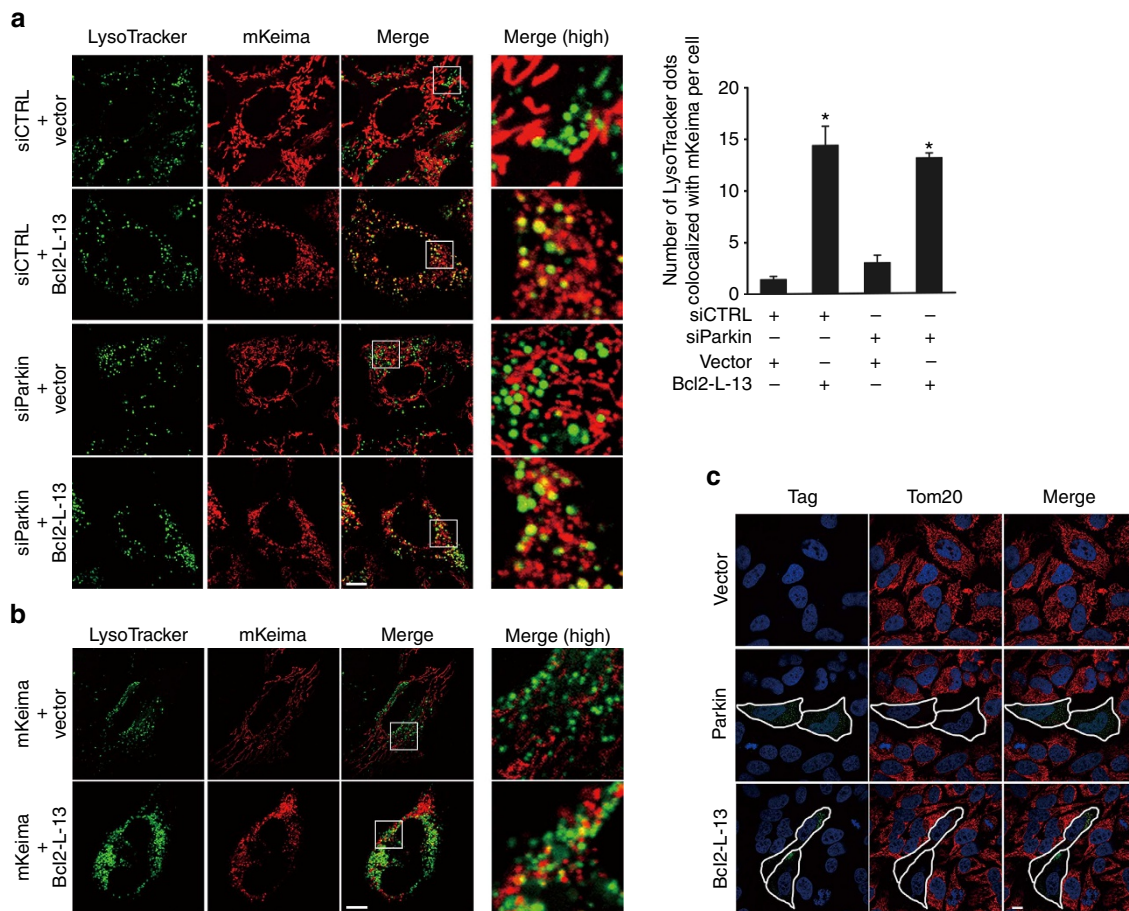 a
LysoTracker mKeima Merge Merge (high)
siCTRL
+
vector
siCTRL
+
Bcl2-L-13
siParkin
+
vector
siParkin
+
Bcl2-L-13
Number of LysoTracker dots
colocalized with mKeima per cell
20
15
10
5
0
* *
siCTRL + + − −
siParkin − − + +
Vector + − + −
Bcl2-L-13 − + − +
b
LysoTracker mKeima Merge Merge (high)
mKeima
+
vector
mKeima
+
Bcl2-L-13
c
Tag Tom20 Merge
Vector
Parkin
Bcl2-L-13